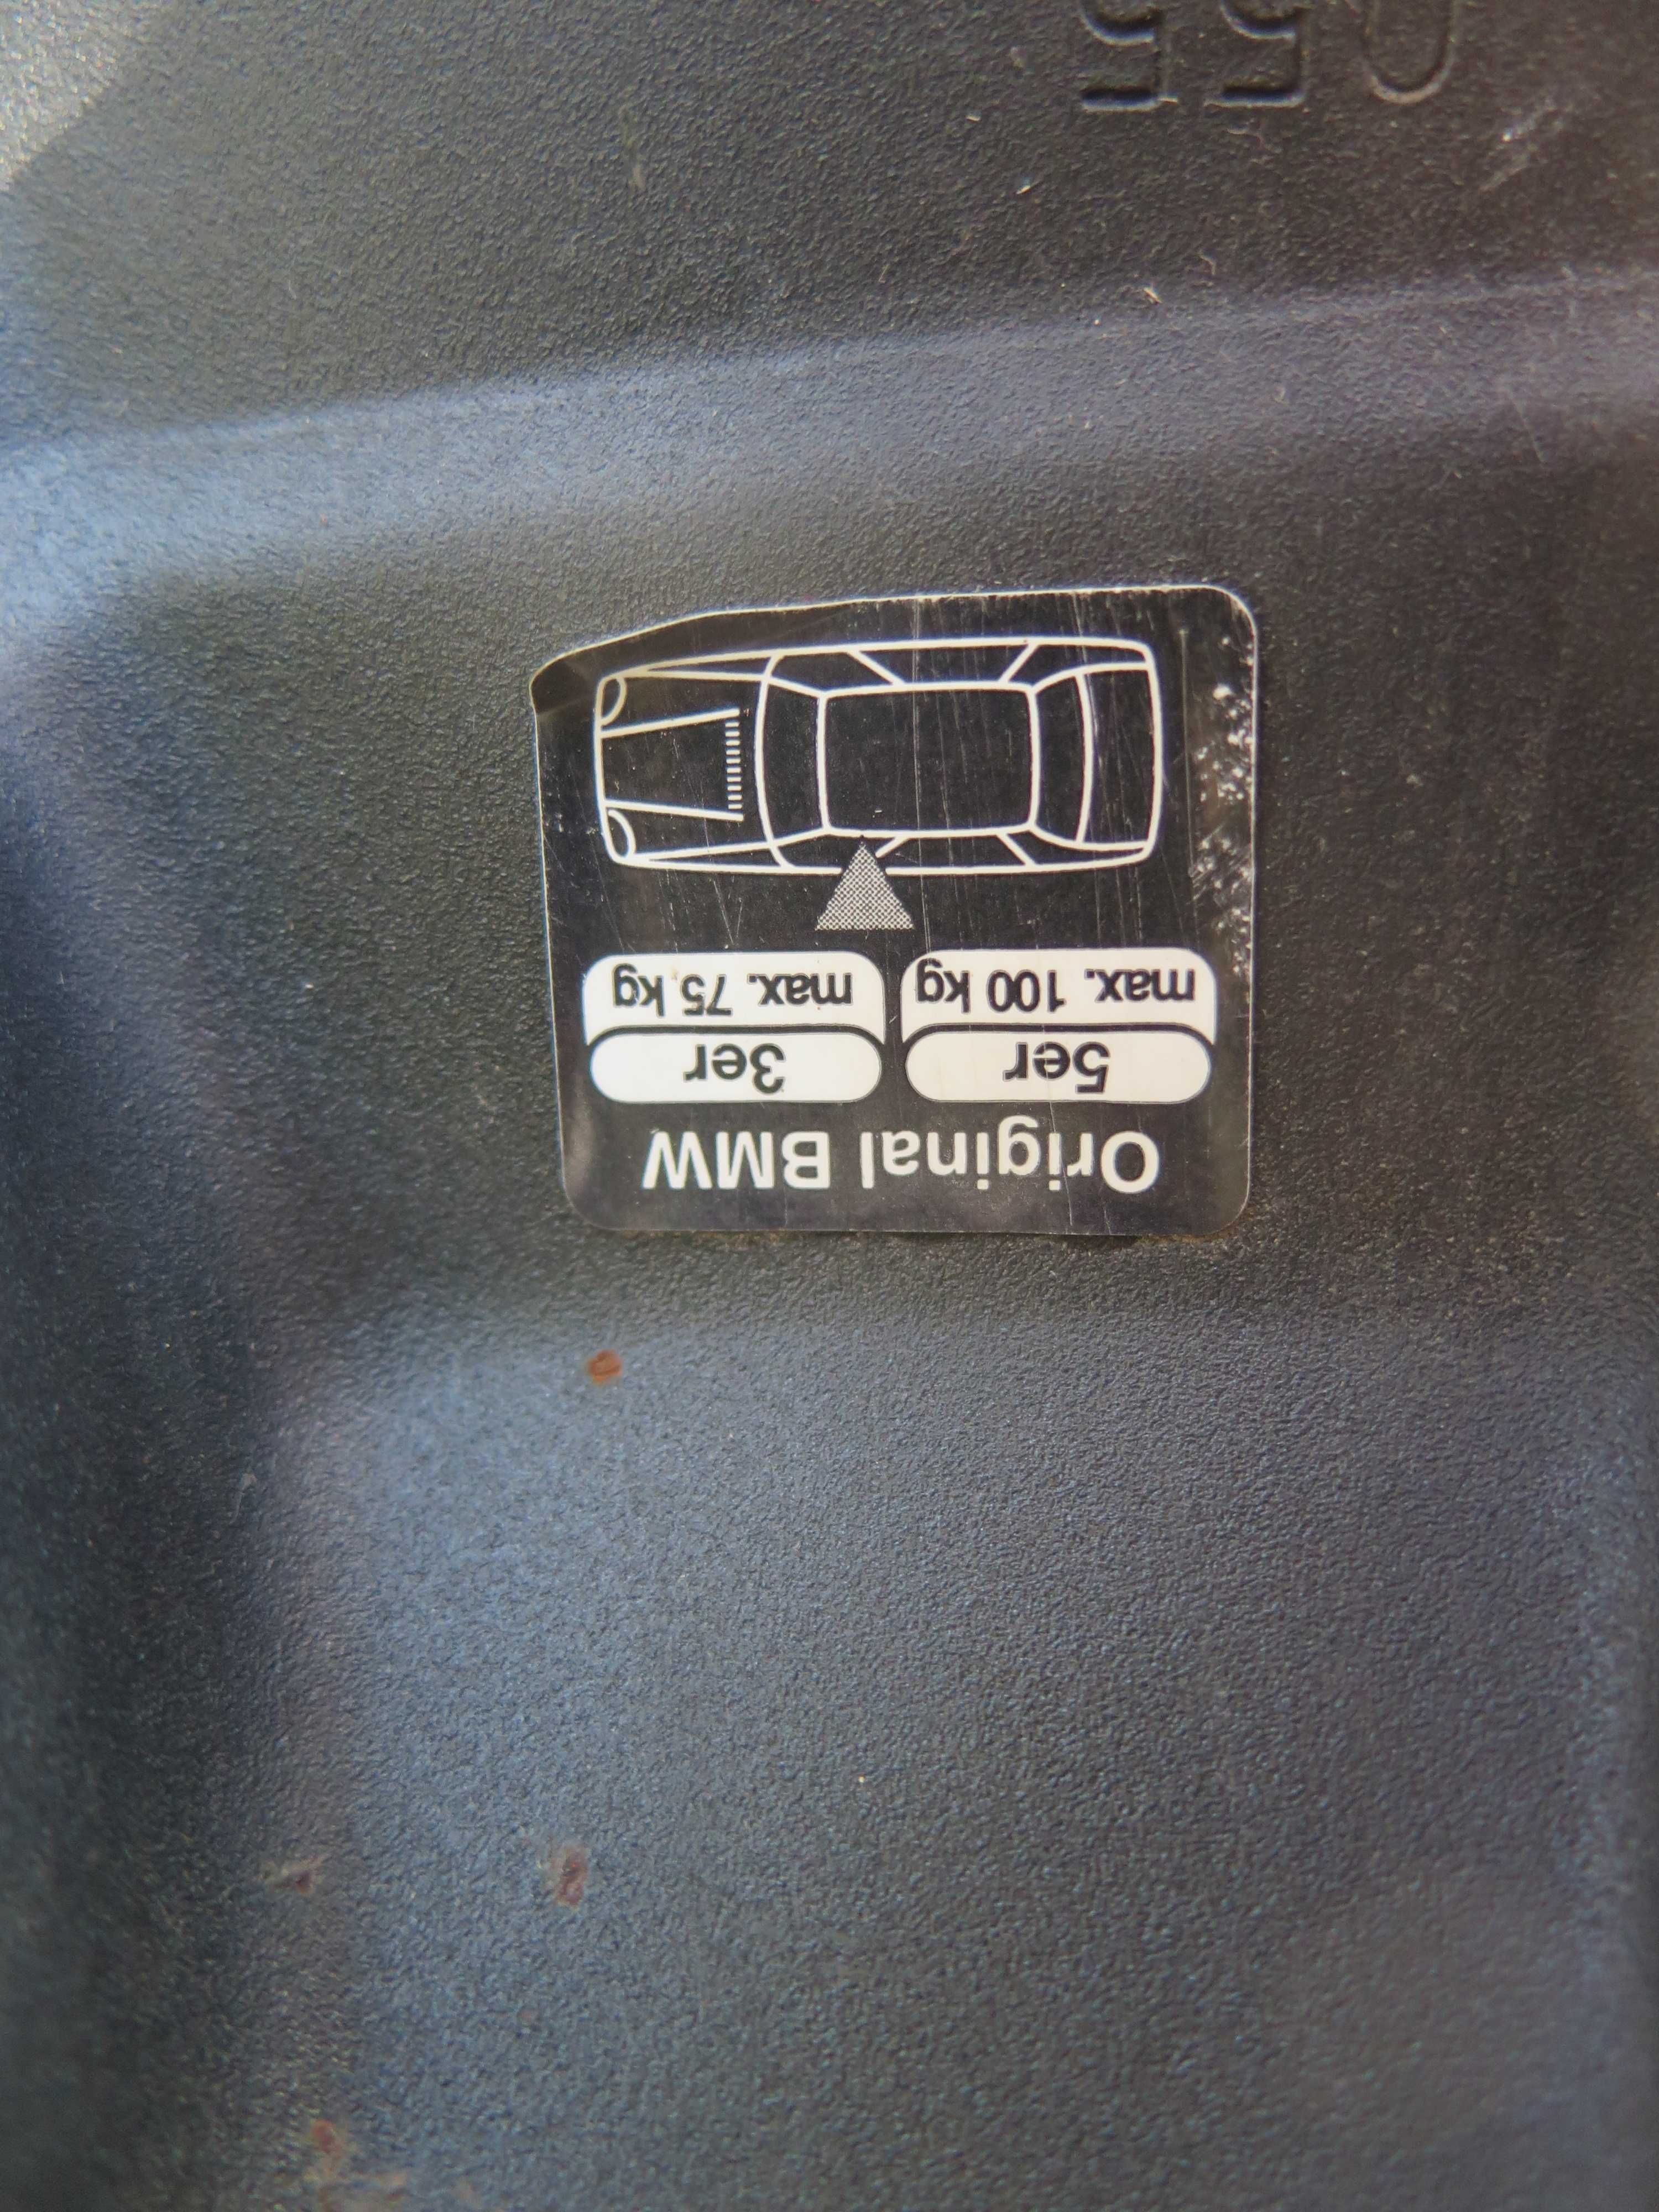 Original BMW
5er 3er
max. 100 kg max. 75 kg